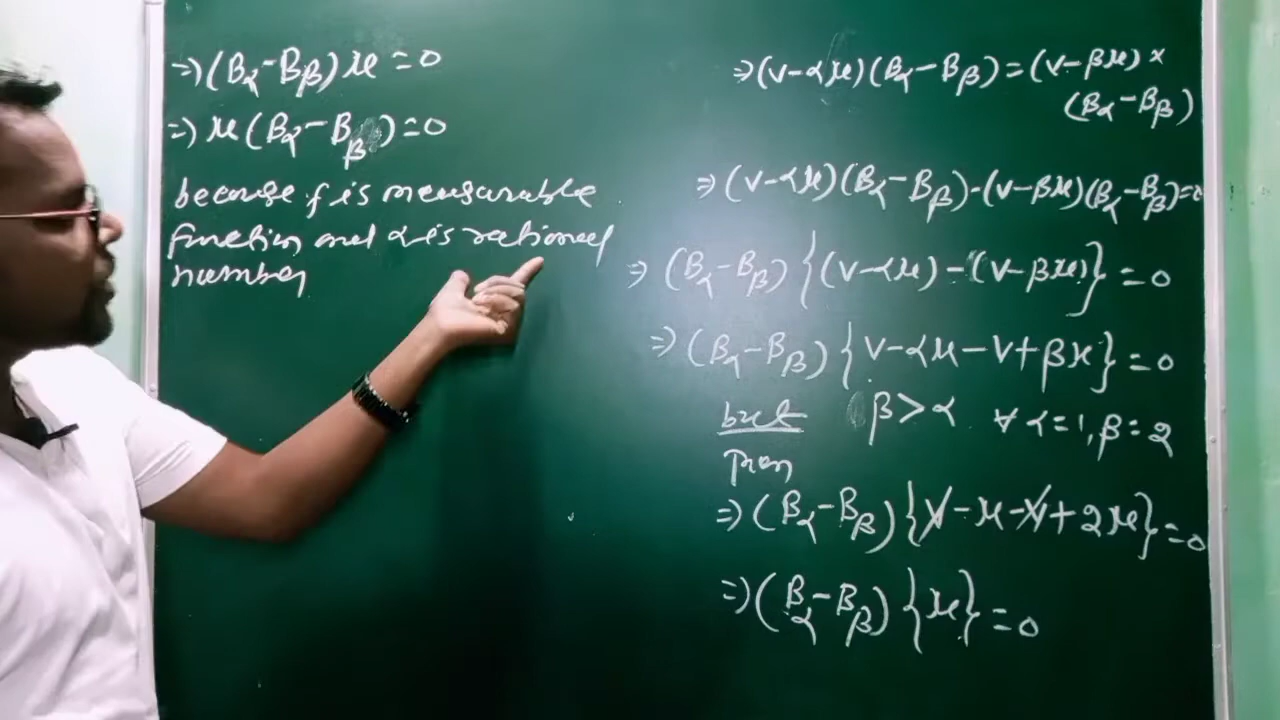 ⇒(Bα-Bβ)μ=0
⇒ μ(Bα-Bβ)=0
because f is measurable
function and α is rational
number
⇒(ν-αμ)(Bα-Bβ)=(ν-βμ)×
(Bα-Bβ)
⇒(ν-αμ)(Bα-Bβ)-(ν-βμ)(Bα-Bβ)=0
⇒ (Bα-Bβ){(ν-αμ)-(ν-βμ)}=0
⇒(Bα-Bβ){ν-αμ-ν+βμ}=0
but β>α ∀ α=1,β=2
then
⇒(Bα-Bβ){ν-μ-ν+2μ}=0
⇒(Bα-Bβ){μ}=0